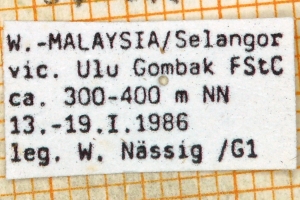 W.-MALAYSIA/Selangor
vic. Ulu Gombak FStC
ca. 300-400 m NN
13.-19.I.1986
leg. W. Nässig /G1